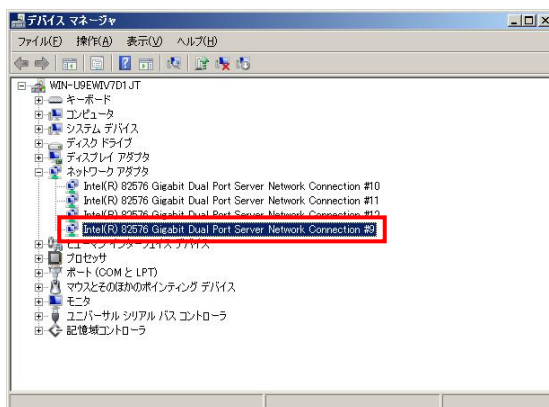 デバイス マネージャ
ファイル(F) 操作(A) 表示(V) ヘルプ(H)
WIN-U9EWIV7D1JT
キーボード
コンピュータ
システム デバイス
ディスク ドライブ
ディスプレイ アダプタ
ネットワーク アダプタ
Intel(R) 82576 Gigabit Dual Port Server Network Connection #10
Intel(R) 82576 Gigabit Dual Port Server Network Connection #11
Intel(R) 82576 Gigabit Dual Port Server Network Connection #12
Intel(R) 82576 Gigabit Dual Port Server Network Connection #9
ヒューマン インターフェイス デバイス
プロセッサ
ポート (COM と LPT)
マウスとそのほかのポインティング デバイス
モニタ
ユニバーサル シリアル バス コントローラ
記憶域コントローラ